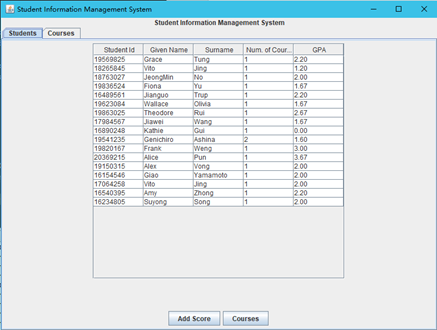 Student Information Management System
Student Information Management System
Students Courses
Student Id Given Name Surname Num. of Cour... GPA
19569825 Grace Tung 1 2.20
18265845 Vito Jing 1 1.20
18763027 JeongMin No 1 2.00
19836524 Fiona Yu 1 1.67
16489561 Jianguo Trup 1 2.20
19623084 Wallace Olivia 1 1.67
19863025 Theodore Rui 1 2.67
17984567 Jiawei Wang 1 1.67
16890248 Kathie Gui 1 0.00
19541235 Genichiro Ashina 2 1.60
19820167 Frank Weng 1 3.00
20369215 Alice Pun 1 3.67
19150315 Alex Vong 1 2.00
16154546 Giao Yamamoto 1 2.00
17064258 Vito Jing 1 2.00
16540395 Amy Zhong 1 2.20
16234805 Suyong Song 1 2.00
Add Score Courses